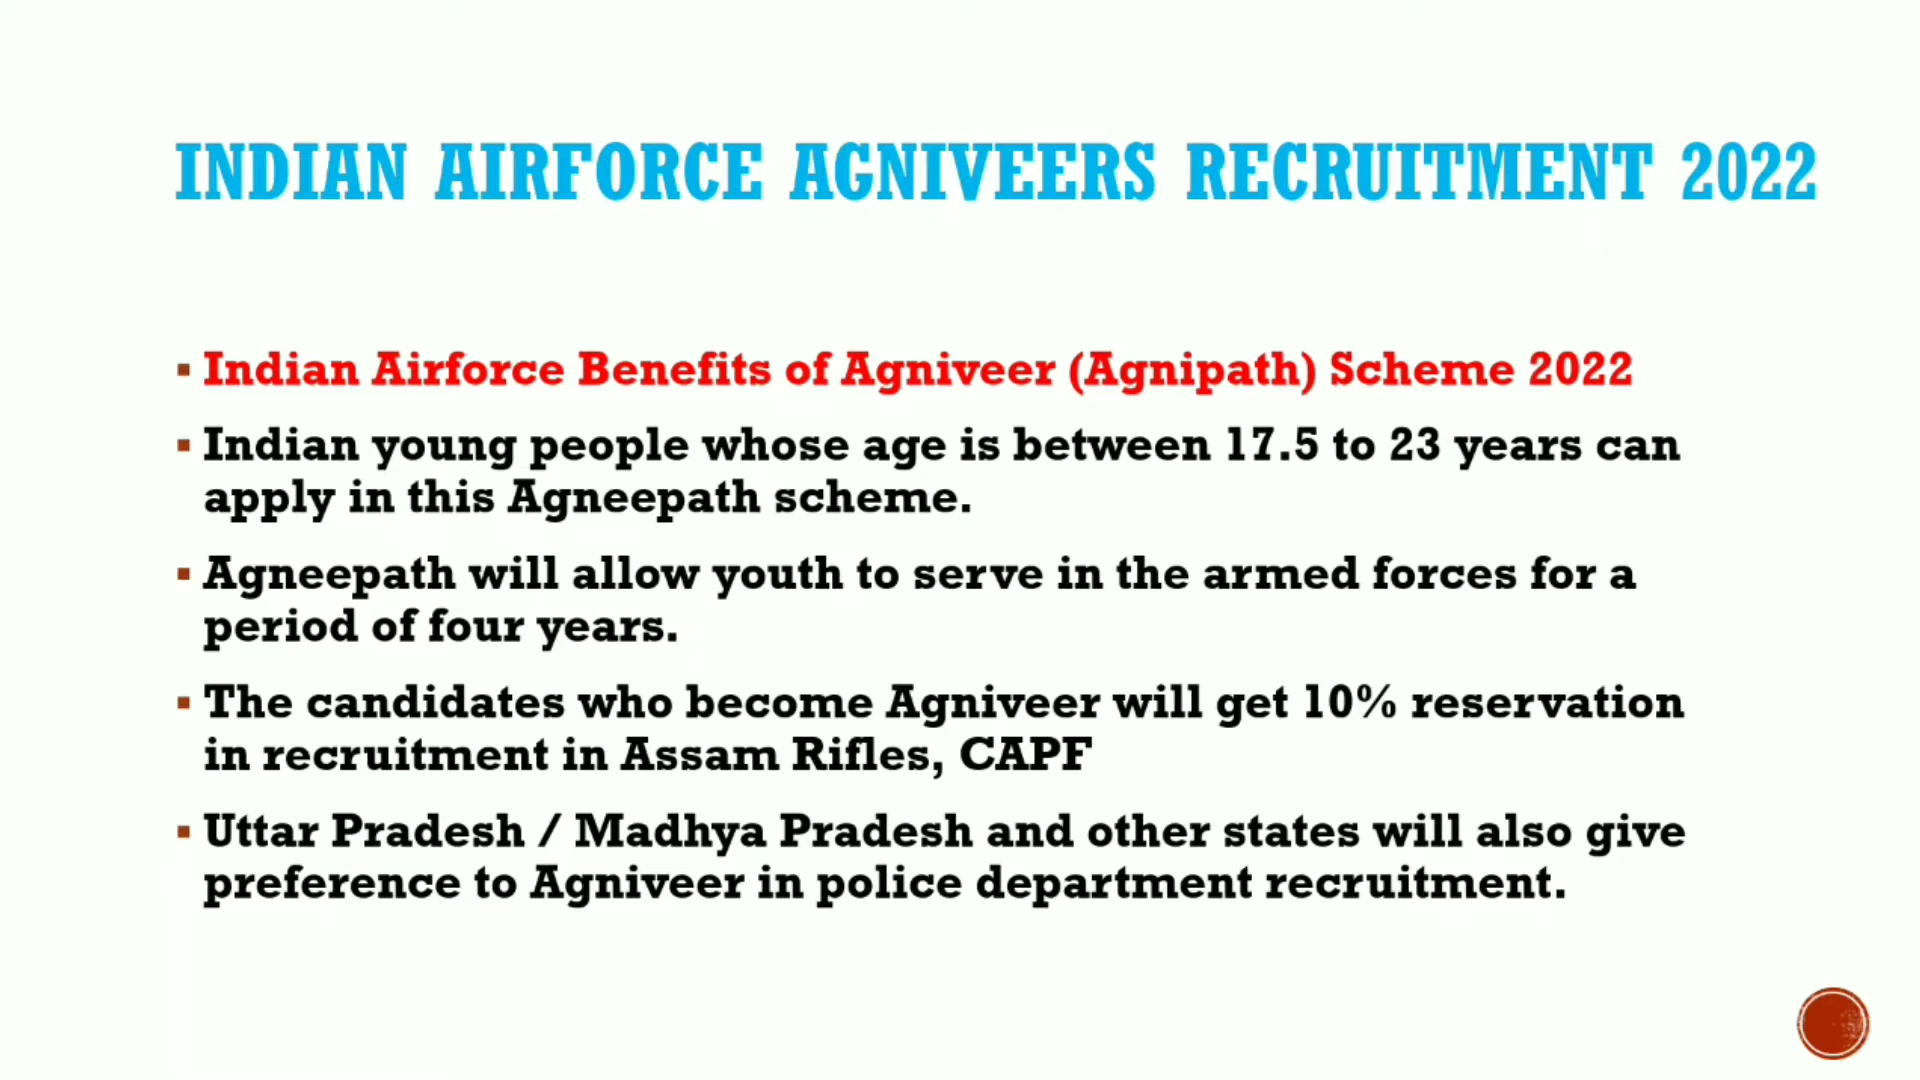 INDIAN AIRFORCE AGNIVEERS RECRUITMENT 2022
▪ Indian Airforce Benefits of Agniveer (Agnipath) Scheme 2022
▪ Indian young people whose age is between 17.5 to 23 years can
apply in this Agneepath scheme.
▪ Agneepath will allow youth to serve in the armed forces for a
period of four years.
▪ The candidates who become Agniveer will get 10% reservation
in recruitment in Assam Rifles, CAPF
▪ Uttar Pradesh / Madhya Pradesh and other states will also give
preference to Agniveer in police department recruitment.